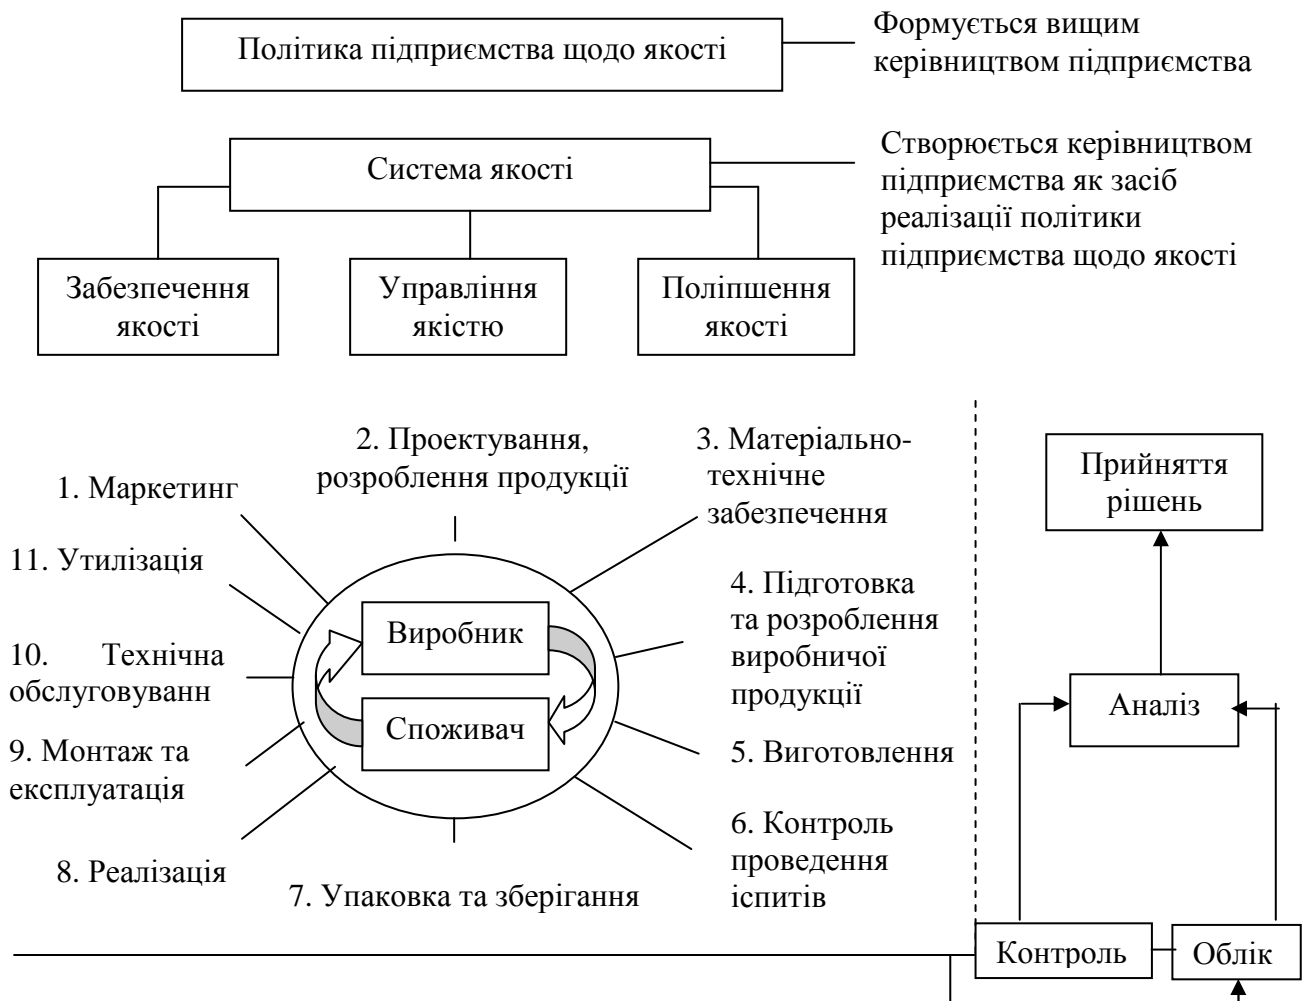 Політика підприємства щодо якості
Формується вищим
керівництвом підприємства
Система якості
Створюється керівництвом
підприємства як засіб
реалізації політики
підприємства щодо якості
Забезпечення
якості
Управління
якістю
Поліпшення
якості
1. Маркетинг
2. Проектування,
розроблення продукції
3. Матеріально-
технічне
забезпечення
11. Утилізація
4. Підготовка
та розроблення
виробничої
продукції
Виробник
Споживач
10. Технічна
обслуговуванн
9. Монтаж та
експлуатація
5. Виготовлення
8. Реалізація
7. Упаковка та зберігання
6. Контроль
проведення
іспитів
Прийняття
рішень
Аналіз
Контроль
Облік